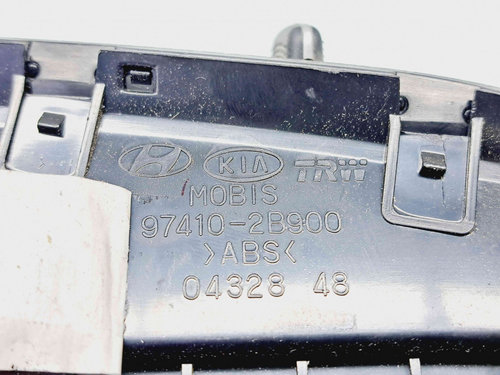 KIA TRW
MOBIS
97410-2B900
>ABS<
04328 48